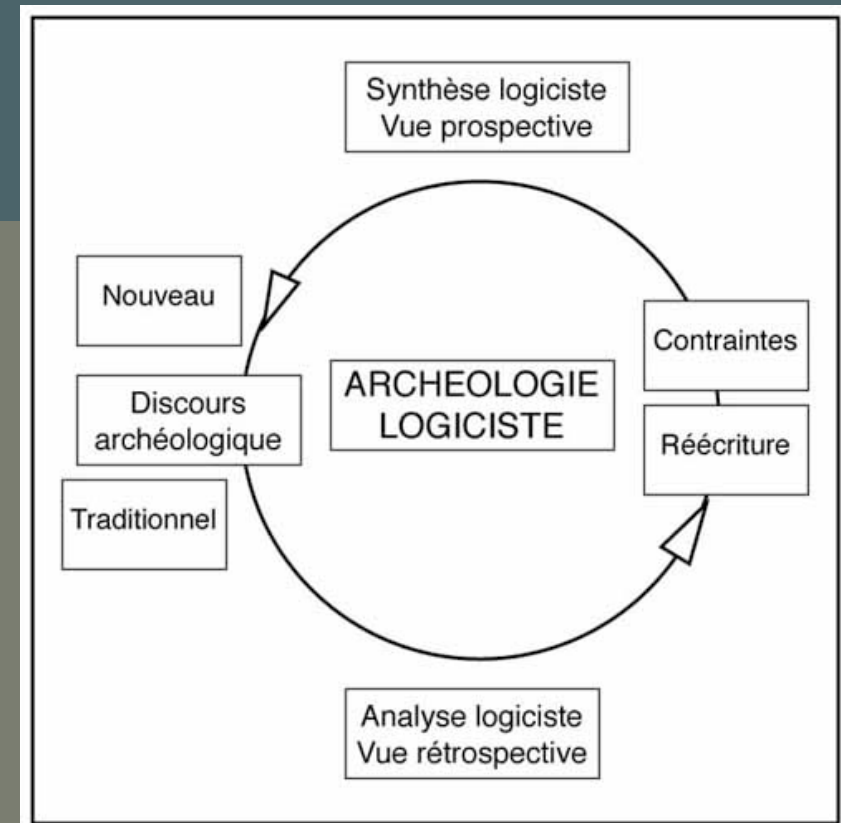 Synthèse logiciste
Vue prospective
Nouveau
Contraintes
ARCHEOLOGIE
LOGICISTE
Discours
archéologique
Réécriture
Traditionnel
Analyse logiciste
Vue rétrospective